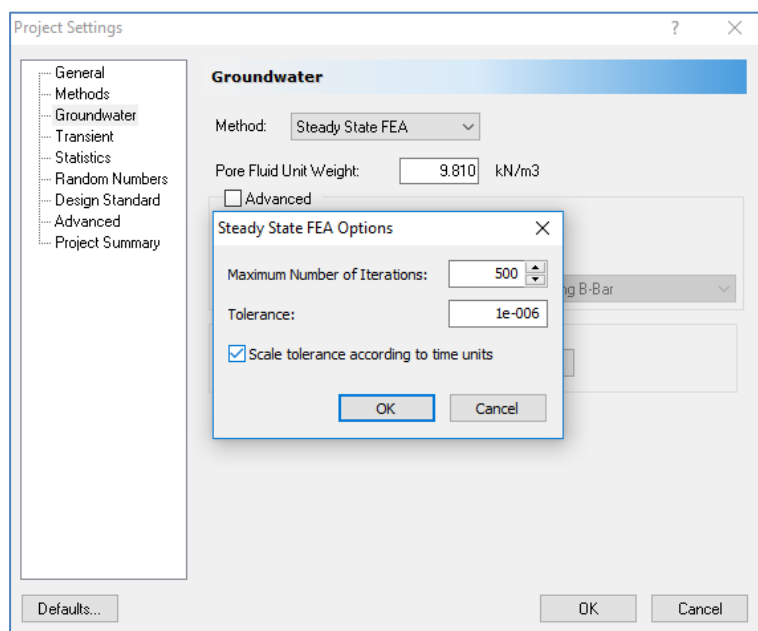 Project Settings
?
General
Methods
Groundwater
Transient
Statistics
Random Numbers
Design Standard
Advanced
Project Summary
Groundwater
Method: Steady State FEA
Pore Fluid Unit Weight: 9.810 kN/m3
Advanced
Steady State FEA Options
Maximum Number of Iterations: 500
Tolerance: 1e-006
Scale tolerance according to time units
OK Cancel
ng B-Bar
Defaults... OK Cancel